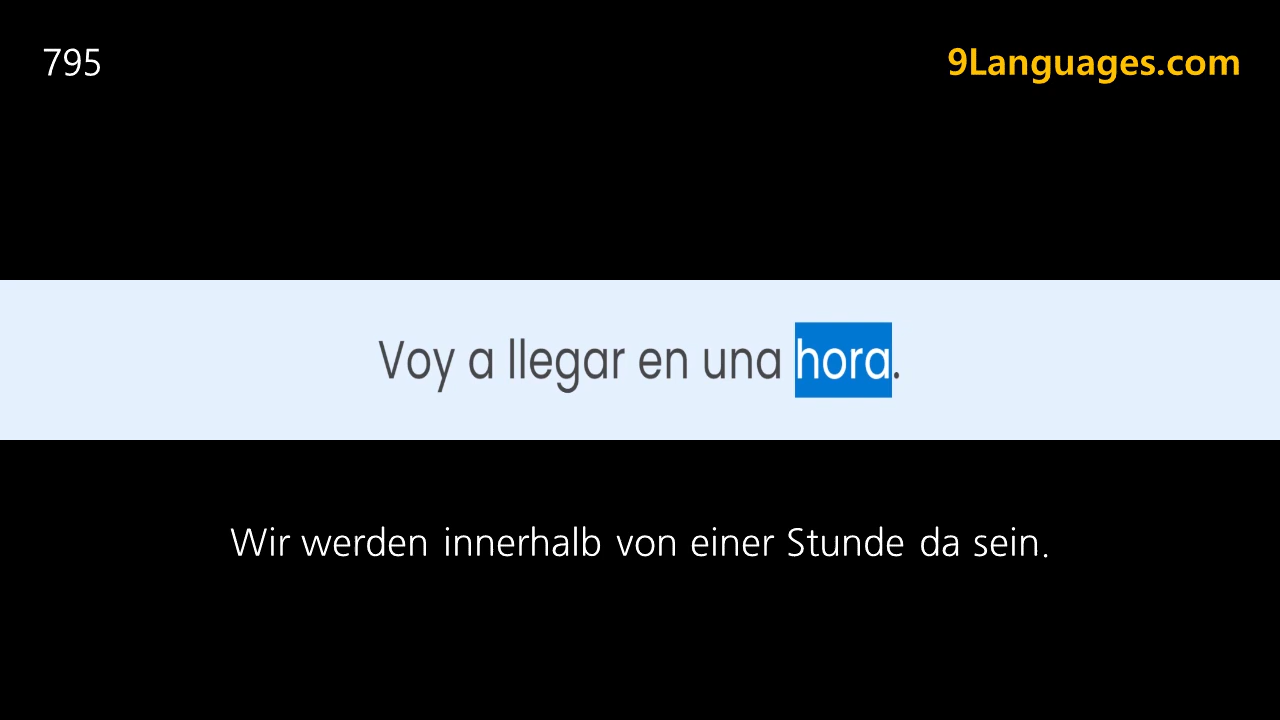 795
9Languages.com
Voy a llegar en una hora.
Wir werden innerhalb von einer Stunde da sein.